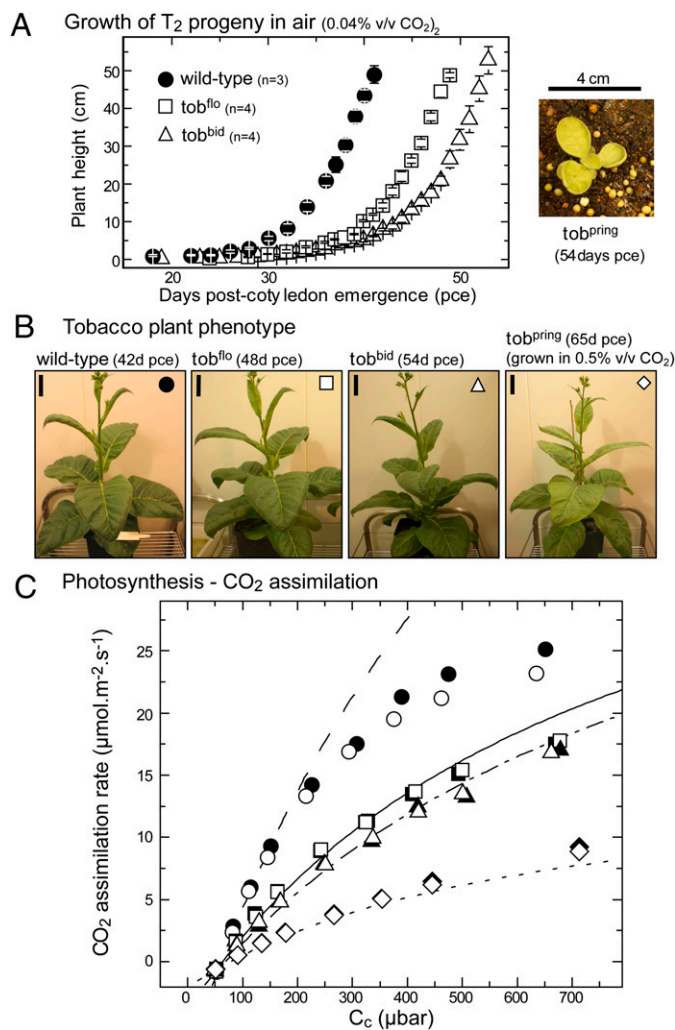 A Growth of T2 progeny in air (0.04% v/v CO2)2
Plant height (cm)
50
40
30
20
10
0
wild-type (n=3)
tobflo (n=4)
tobbid (n=4)
20 30 40 50
Days post-cotyledon emergence (pce)
4 cm
tobpring
(54days pce)
B Tobacco plant phenotype
wild-type (42d pce) tobflo (48d pce) tobbid (54d pce) tobpring (65d pce)
(grown in 0.5% v/v CO2)
C Photosynthesis - CO2 assimilation
CO2 assimilation rate (µmol.m-2.s-1)
25
20
15
10
5
0
0 100 200 300 400 500 600 700
Cc (µbar)